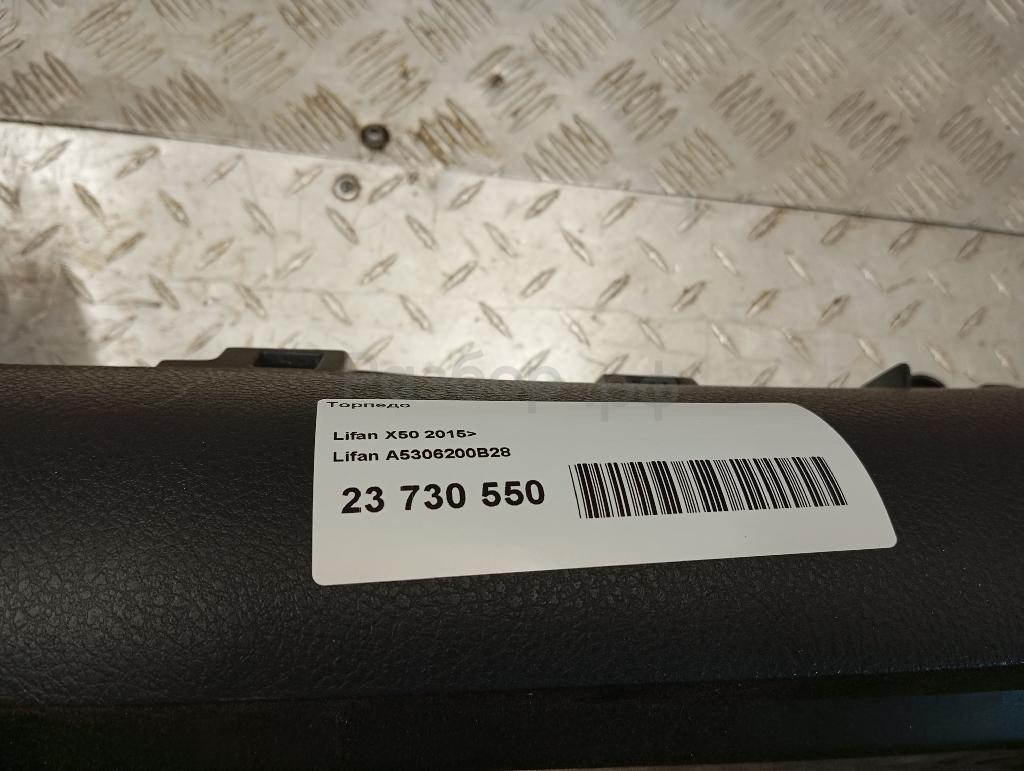 Торпедо
Lifan X50 2015>
Lifan A5306200B28
23 730 550